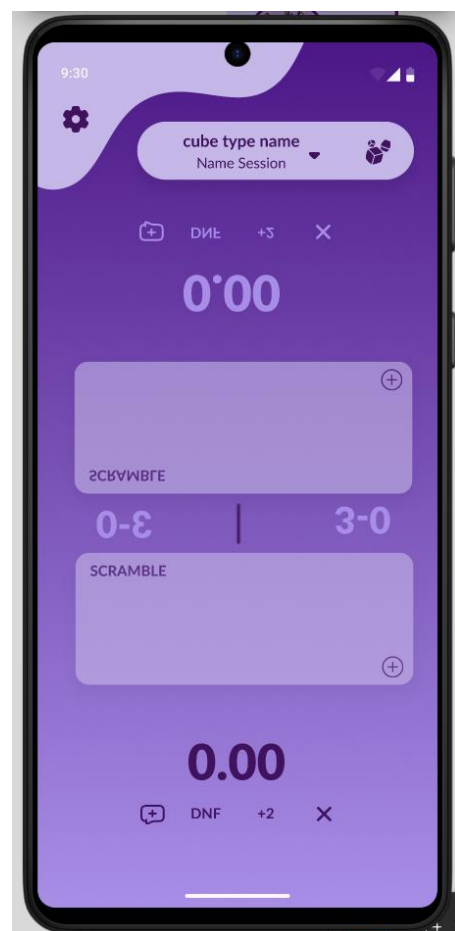 9:30
cube type name
Name Session
DNF +2
0.00
SCRAMBLE
0-3 3-0
SCRAMBLE
0.00
DNF +2